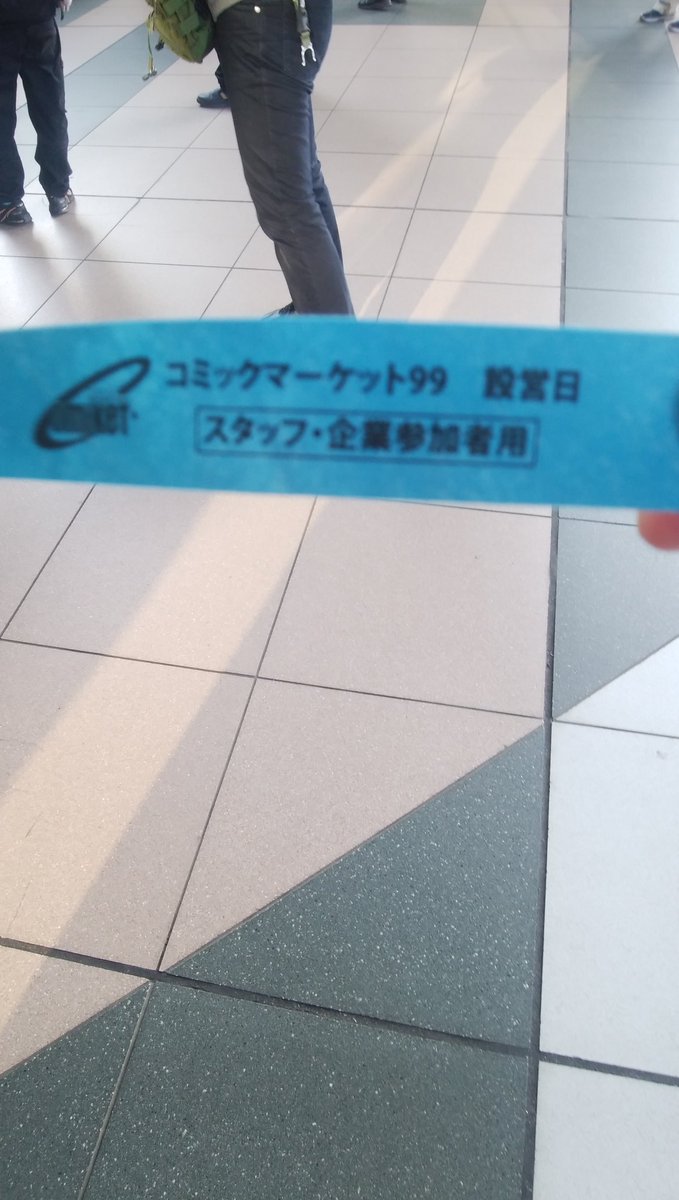 コミックマーケット99 設営日
スタッフ・企業参加者用